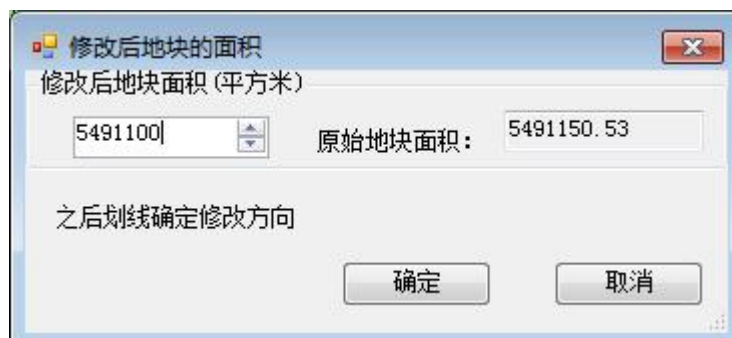 修改后地块的面积
修改后地块面积(平方米)
5491100 原始地块面积: 5491150.53
之后划线确定修改方向
确定 取消